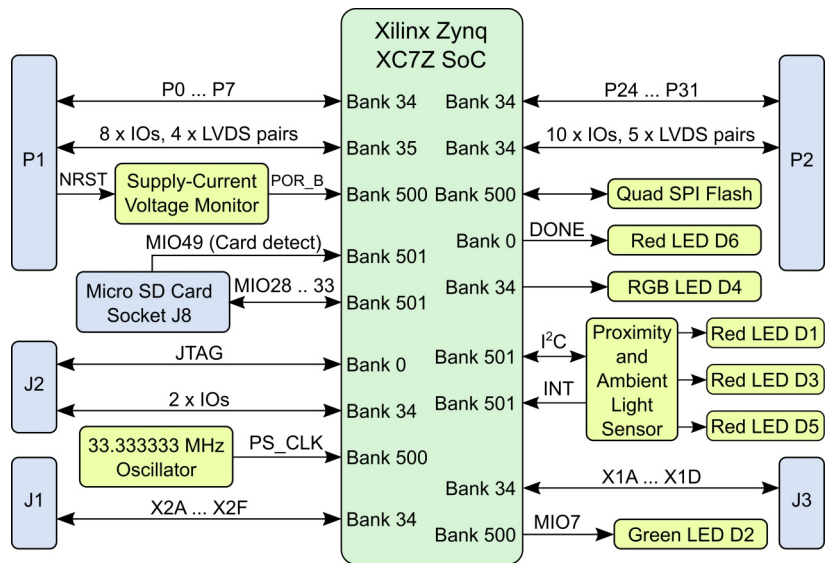 Xilinx Zynq
XC7Z SoC
P1
P0 ... P7
Bank 34
8 x IOs, 4 x LVDS pairs
Bank 35
NRST
Supply-Current
Voltage Monitor
POR_B
Bank 500
MIO49 (Card detect)
Bank 501
Micro SD Card
Socket J8
MIO28 .. 33
Bank 501
J2
JTAG
Bank 0
2 x IOs
Bank 34
33.333333 MHz
Oscillator
PS_CLK
Bank 500
J1
X2A ... X2F
Bank 34
Bank 34
P24 ... P31
P2
Bank 34
10 x IOs, 5 x LVDS pairs
Bank 500
Quad SPI Flash
Bank 0
DONE
Red LED D6
Bank 34
RGB LED D4
Bank 501
I²C
Bank 501
INT
Proximity
and
Ambient
Light
Sensor
Red LED D1
Red LED D3
Red LED D5
Bank 34
X1A ... X1D
J3
Bank 500
MIO7
Green LED D2